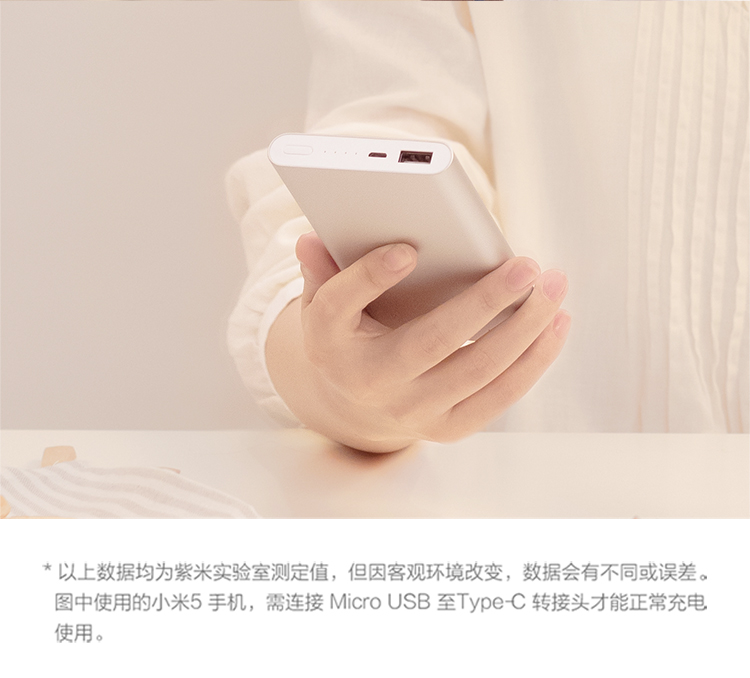 * 以上数据均为紫米实验室测定值，但因客观环境改变，数据会有不同或误差。
图中使用的小米5 手机，需连接 Micro USB 至Type-C 转接头才能正常充电
使用。